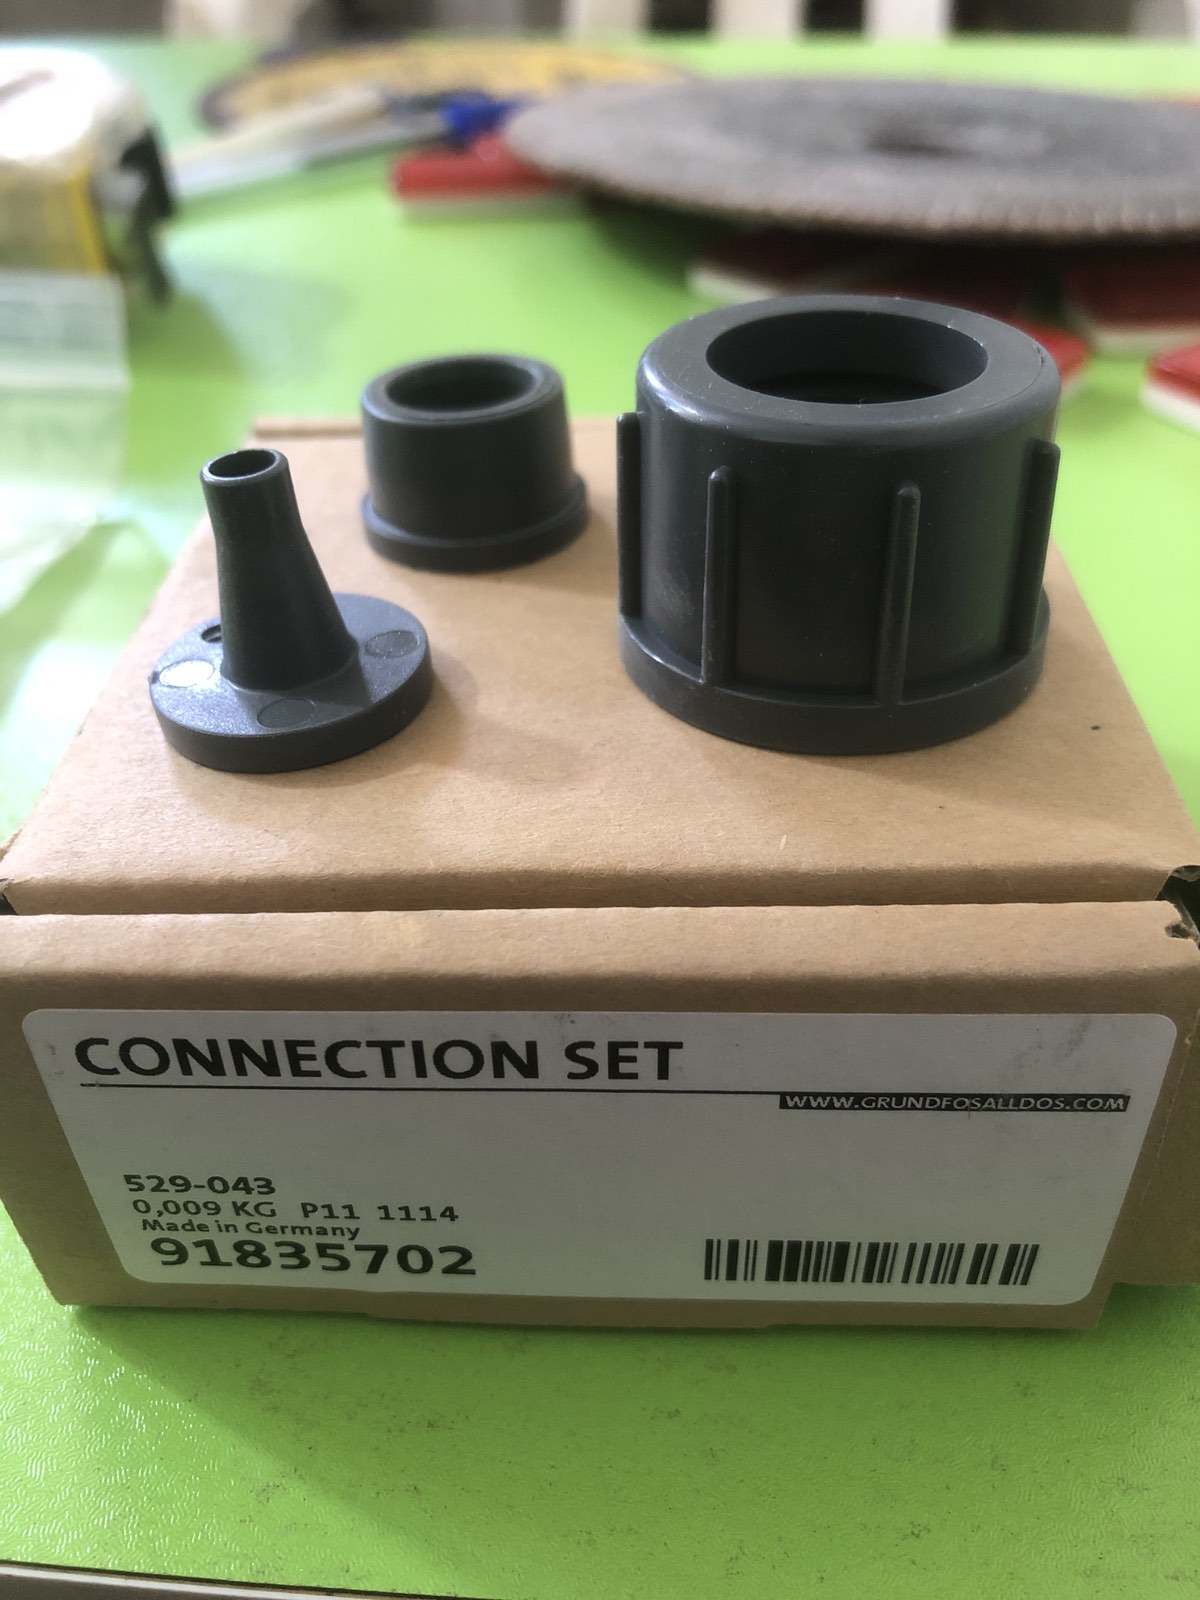 CONNECTION SET
WWW.GRUNDFOSALLDOS.COM
529-043
0,009 KG P11 1114
Made in Germany
91835702